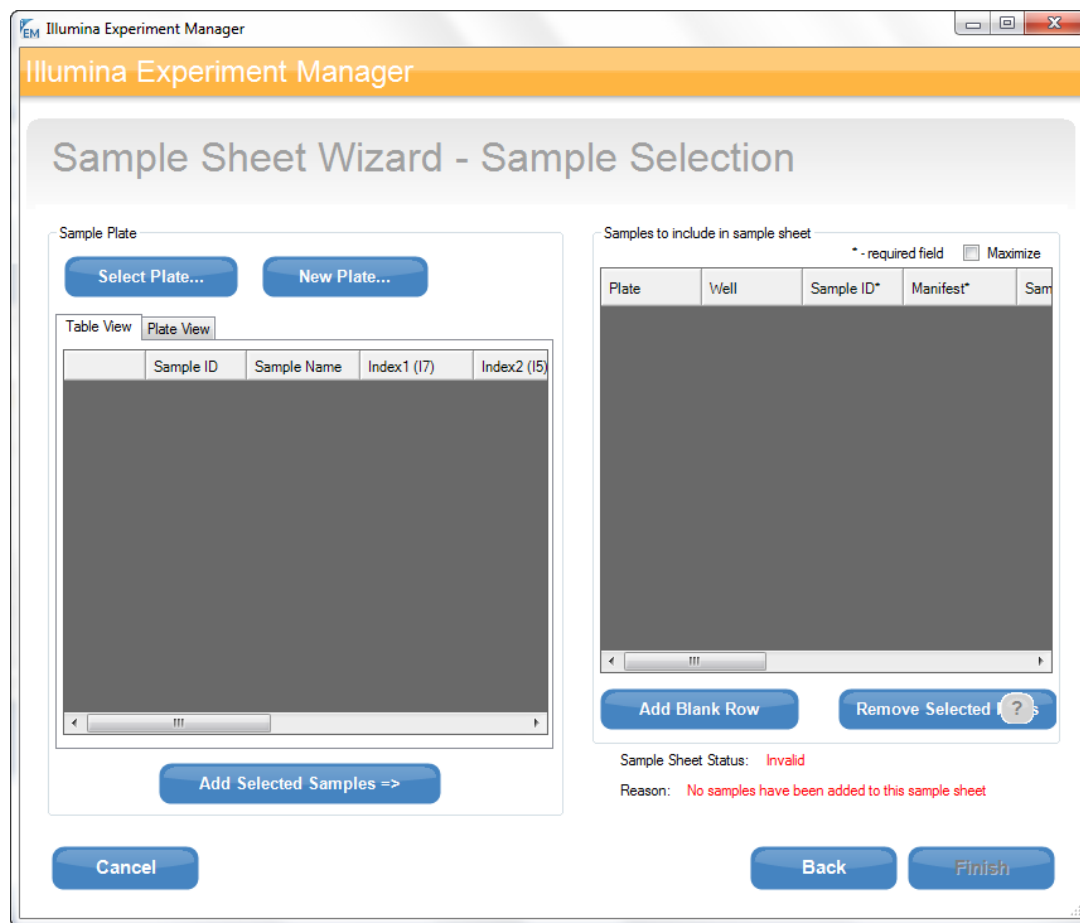 EM Illumina Experiment Manager
Illumina Experiment Manager
Sample Sheet Wizard - Sample Selection
Sample Plate
Select Plate... New Plate...
Table View Plate View
Sample ID Sample Name Index1 (I7) Index2 (I5)
Add Selected Samples =>
Samples to include in sample sheet
* - required field Maximize
Plate Well Sample ID* Manifest* Sam
Add Blank Row Remove Selected ?
Sample Sheet Status: Invalid
Reason: No samples have been added to this sample sheet
Cancel Back Finish